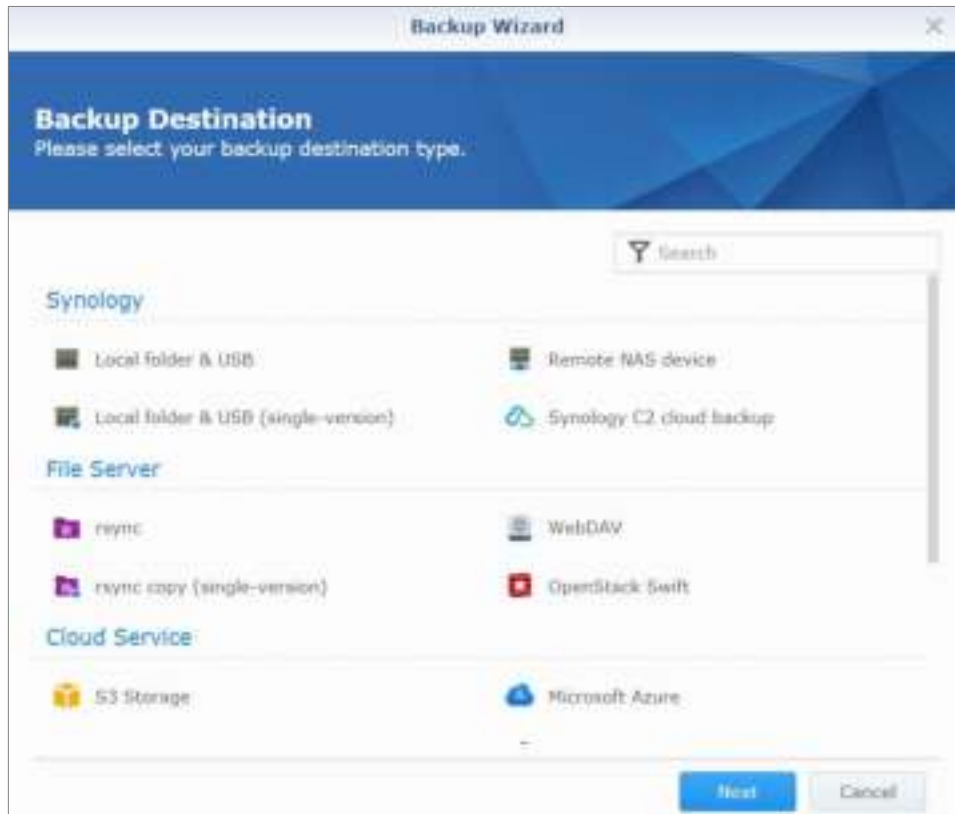 Backup Wizard
Backup Destination
Please select your backup destination type.
Search
Synology
Local folder & USB
Remote NAS device
Local folder & USB (single-version)
Synology C2 cloud backup
File Server
rsync
WebDAV
rsync copy (single-version)
OpenStack Swift
Cloud Service
S3 Storage
Microsoft Azure
Next
Cancel